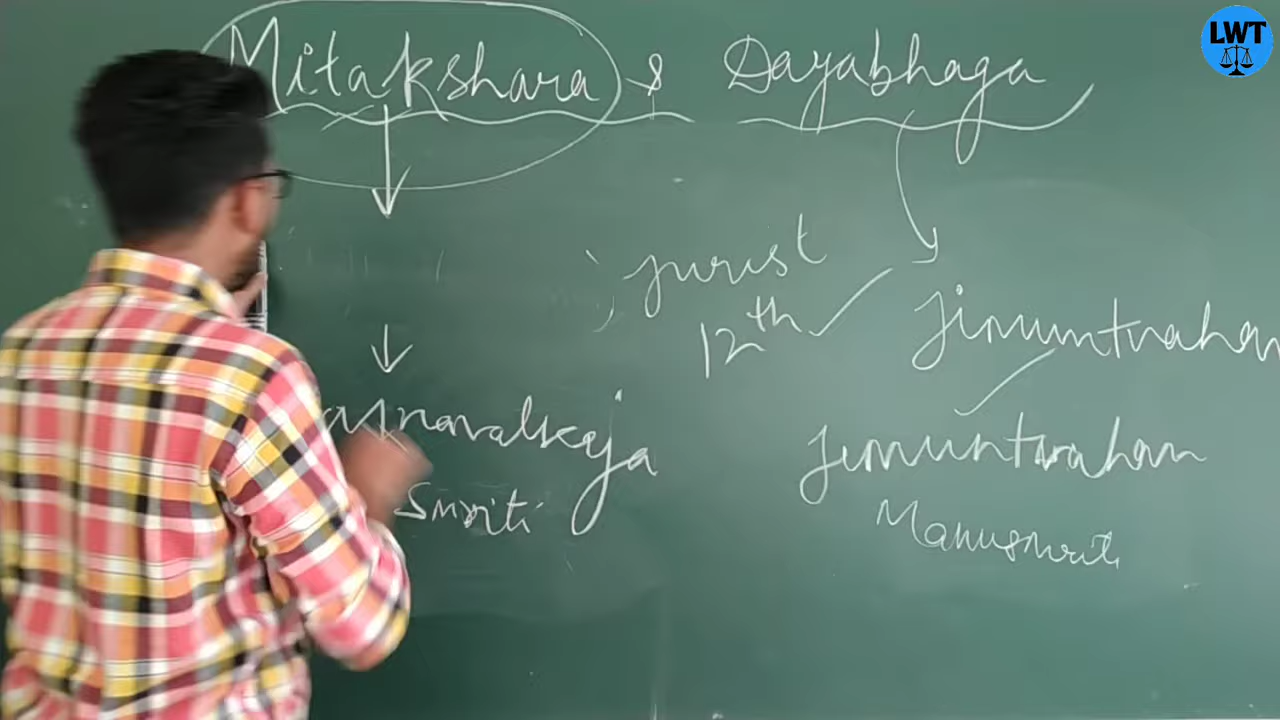 LWT
Mitakshara & Dayabhaga
jurist
12th
Jimuntvahan
Jimuntvahan
Smriti
Manusmriti